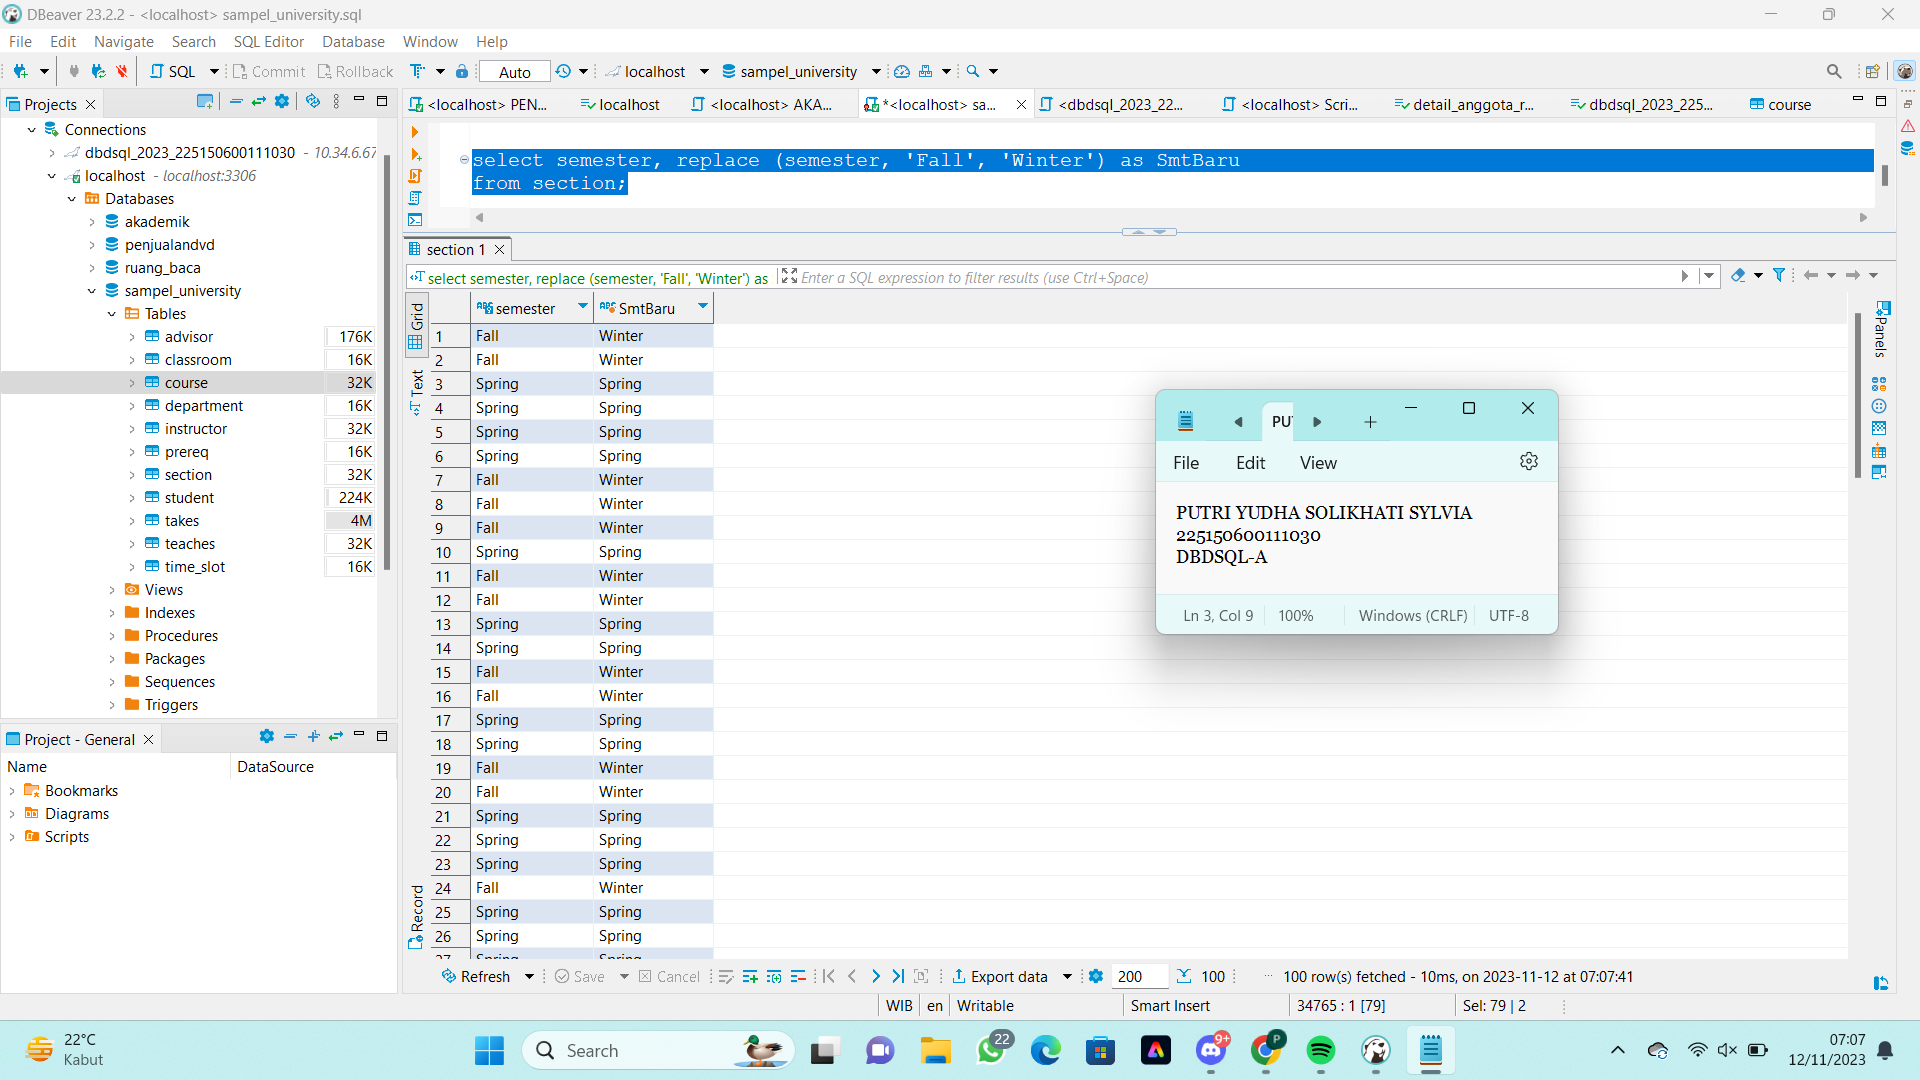 DBeaver 23.2.2 - <localhost> sampel_university.sql
File Edit Navigate Search SQL Editor Database Window Help
SQL Commit Rollback Auto localhost sampel_university
Projects
<localhost> PEN... localhost <localhost> AKA... *<localhost> sa... <dbdsql_2023_22... <localhost> Scri... detail_anggota_r... dbdsql_2023_225... course
Connections
dbdsql_2023_225150600111030 - 10.34.6.67
localhost - localhost:3306
Databases
akademik
penjualandvd
ruang_baca
sampel_university
Tables
advisor 176K
classroom 16K
course 32K
department 16K
instructor 32K
prereq 16K
section 32K
student 224K
takes 4M
teaches 32K
time_slot 16K
Views
Indexes
Procedures
Packages
Sequences
Triggers
Project - General
Name DataSource
Bookmarks
Diagrams
Scripts
select semester, replace (semester, 'Fall', 'Winter') as SmtBaru
from section;
section 1
select semester, replace (semester, 'Fall', 'Winter') as Enter a SQL expression to filter results (use Ctrl+Space)
Grid
Text
Record
Panels
semester SmtBaru
1 Fall Winter
2 Fall Winter
3 Spring Spring
4 Spring Spring
5 Spring Spring
6 Spring Spring
7 Fall Winter
8 Fall Winter
9 Fall Winter
10 Spring Spring
11 Fall Winter
12 Fall Winter
13 Spring Spring
14 Spring Spring
15 Fall Winter
16 Fall Winter
17 Spring Spring
18 Spring Spring
19 Fall Winter
20 Fall Winter
21 Spring Spring
22 Spring Spring
23 Spring Spring
24 Fall Winter
25 Spring Spring
26 Spring Spring
27 Spring Spring
PU
File Edit View
PUTRI YUDHA SOLIKHATI SYLVIA
225150600111030
DBDSQL-A
Ln 3, Col 9 100% Windows (CRLF) UTF-8
Refresh Save Cancel Export data 200 100 100 row(s) fetched - 10ms, on 2023-11-12 at 07:07:41
WIB en Writable Smart Insert 34765 : 1 [79] Sel: 79 | 2
22°C
Kabut
Search
22
9+
P
07:07
12/11/2023